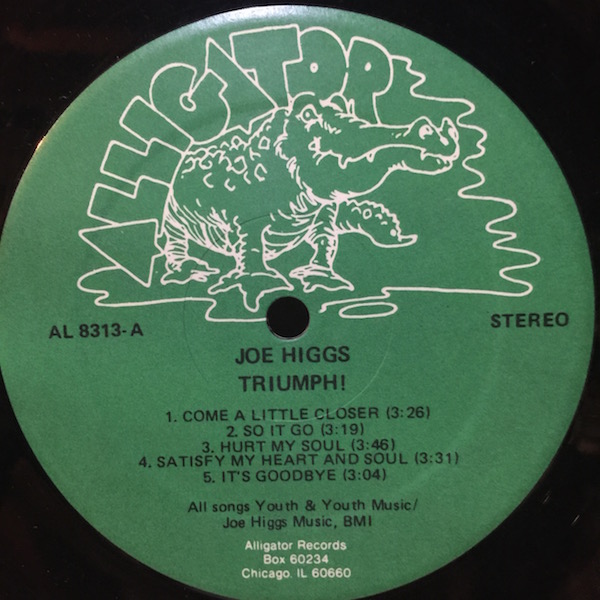 ALLIGATOR
AL 8313-A
STEREO
JOE HIGGS
TRIUMPH!
1. COME A LITTLE CLOSER (3:26)
2. SO IT GO (3:19)
3. HURT MY SOUL (3:46)
4. SATISFY MY HEART AND SOUL (3:31)
5. IT'S GOODBYE (3:04)
All songs Youth & Youth Music/
Joe Higgs Music, BMI
Alligator Records
Box 60234
Chicago, IL 60660